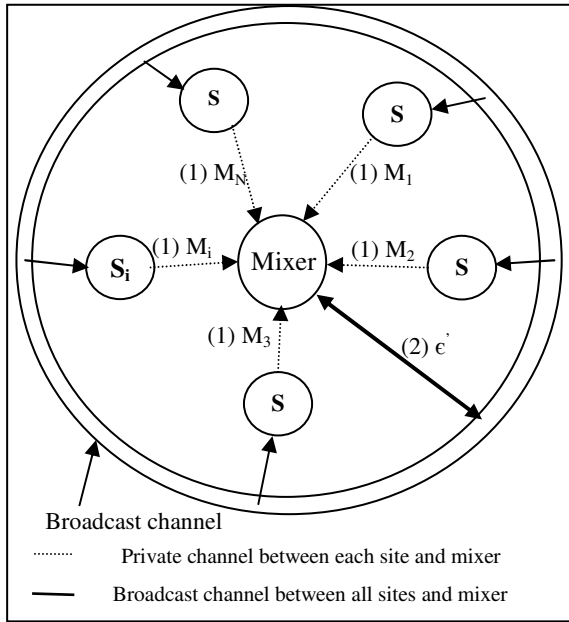 S
S
(1) M_N
(1) M_1
S_i
(1) M_i
Mixer
(1) M_2
S
(1) M_3
(2) ϵ’
S
Broadcast channel
Private channel between each site and mixer
Broadcast channel between all sites and mixer